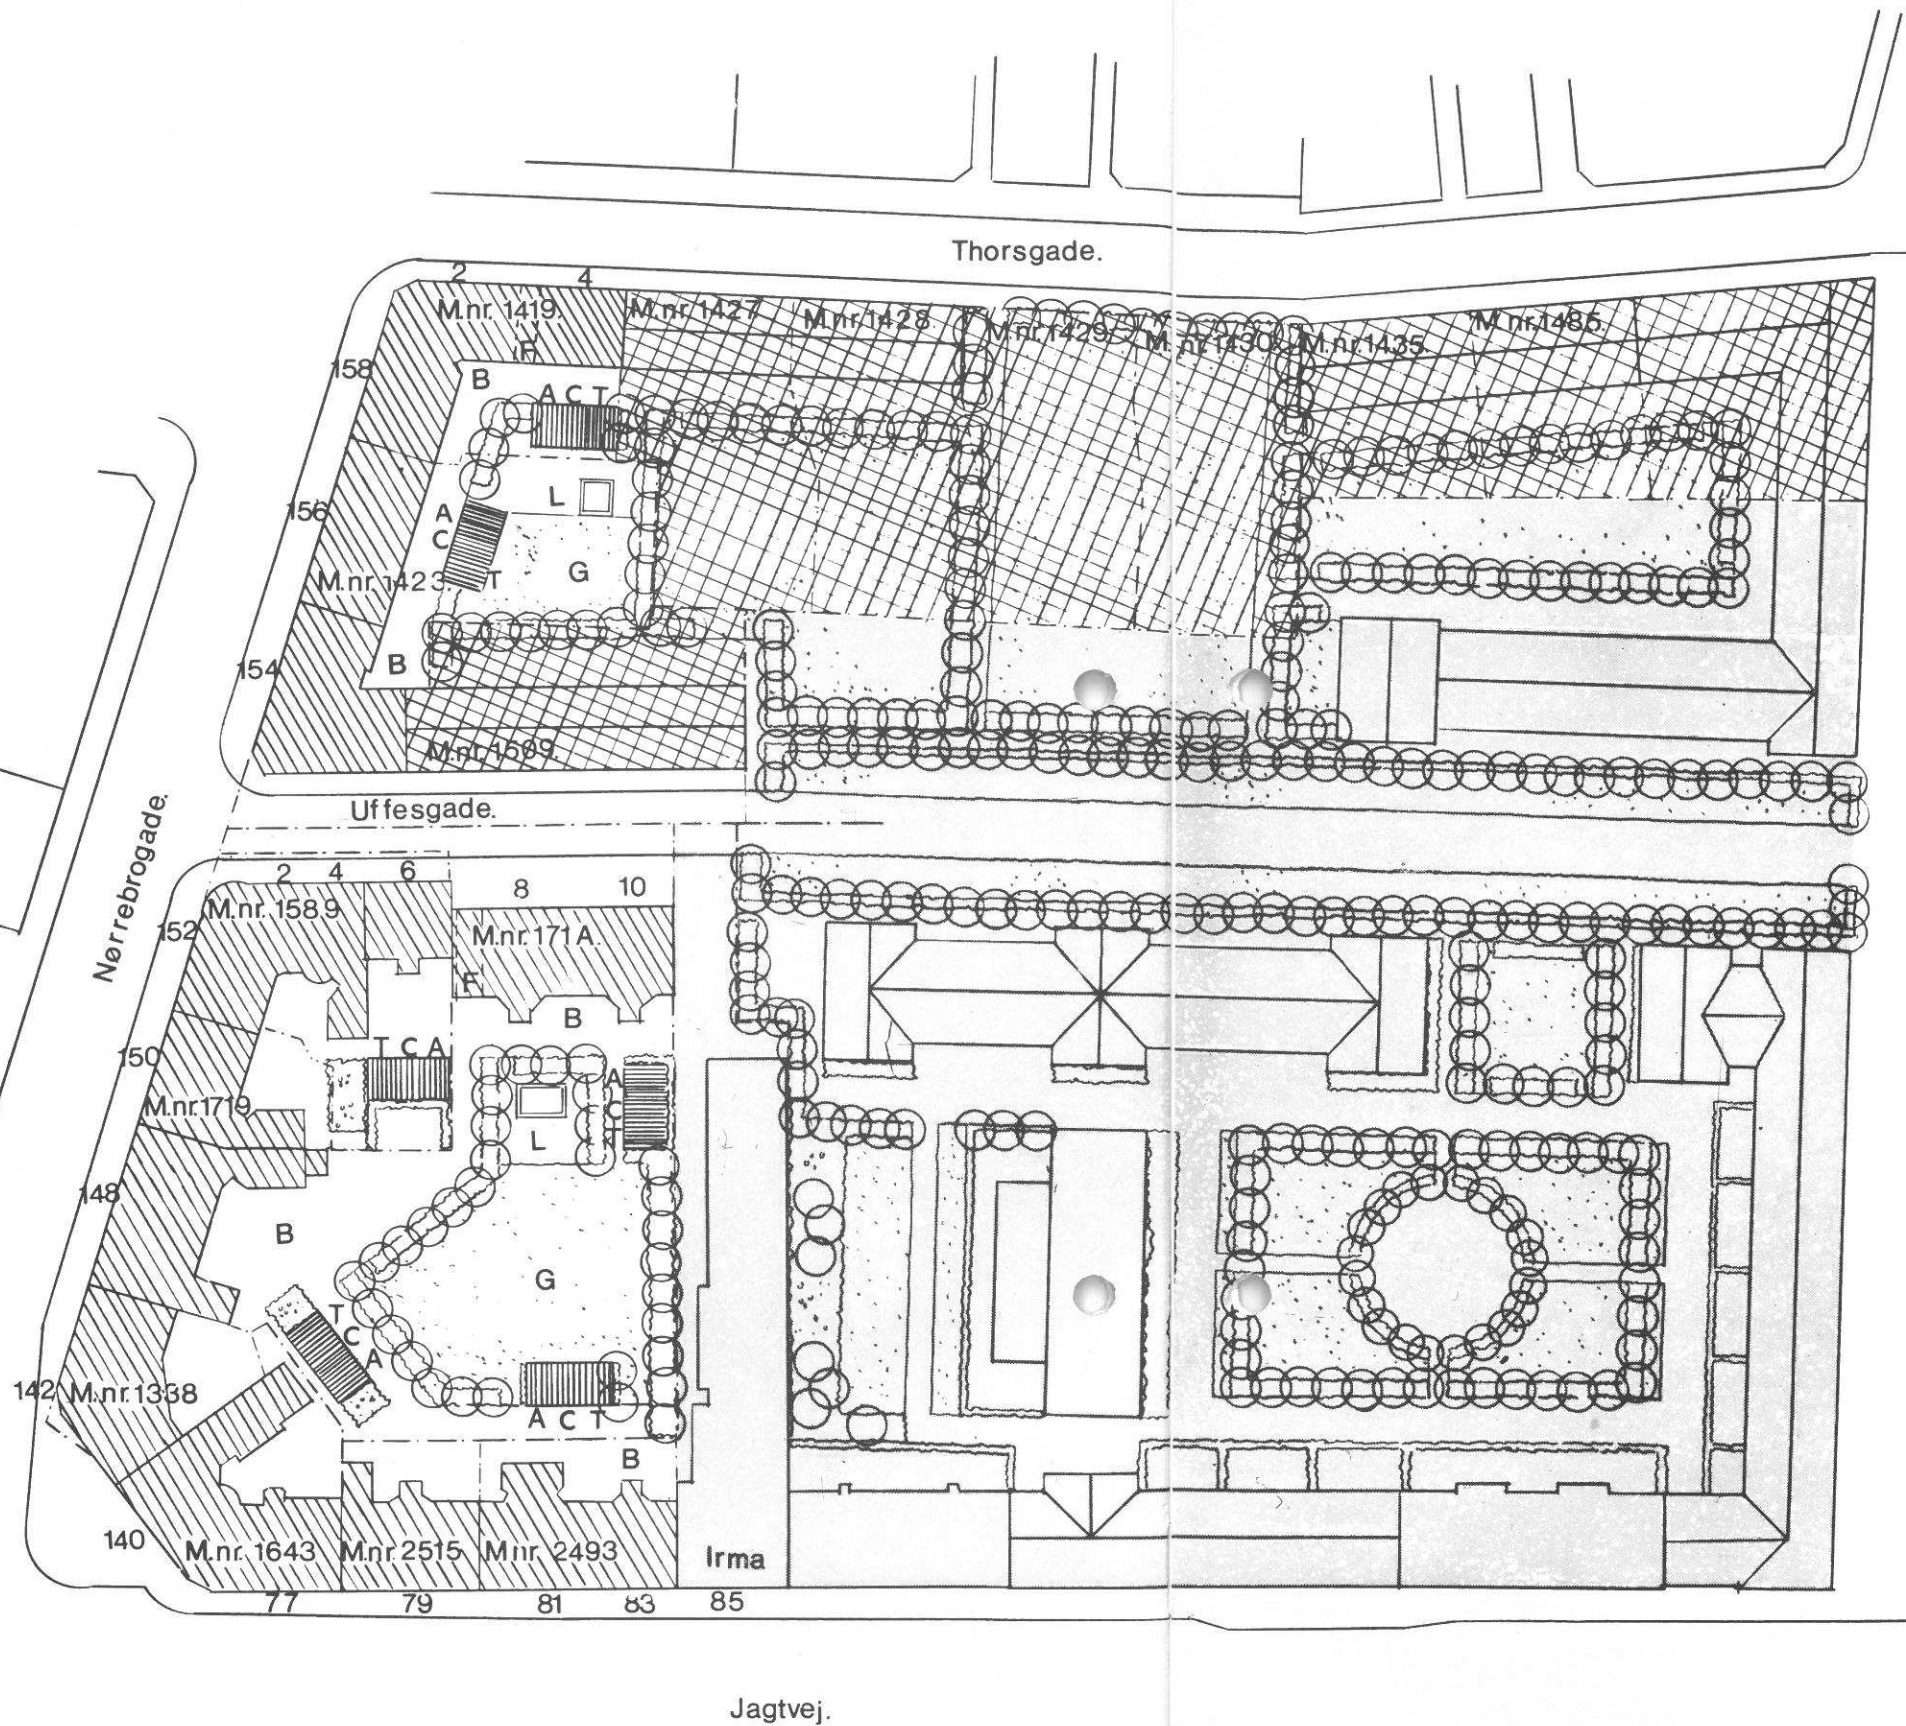 Thorsgade.
2
4
M.nr. 1419.
M.nr. 1427
M.nr. 1428
M.nr. 1429
M.nr. 1430
M.nr. 1435
M.nr. 1485
F
158
B
A C T
156
L
A
C
T
G
M.nr. 1423.
154
B
M.nr. 1509.
Uffesgade.
Nørrebrogade.
2
4
6
8
10
M.nr. 1589
152
M.nr. 171 A.
F
B
150
T C A
A
C
T
M.nr. 1719
L
148
B
G
T
C
A
142
M.nr. 1338
A C T
B
140
M.nr. 1643
M.nr. 2515
M.nr. 2493
Irma
77
79
81
83
85
Jagtvej.